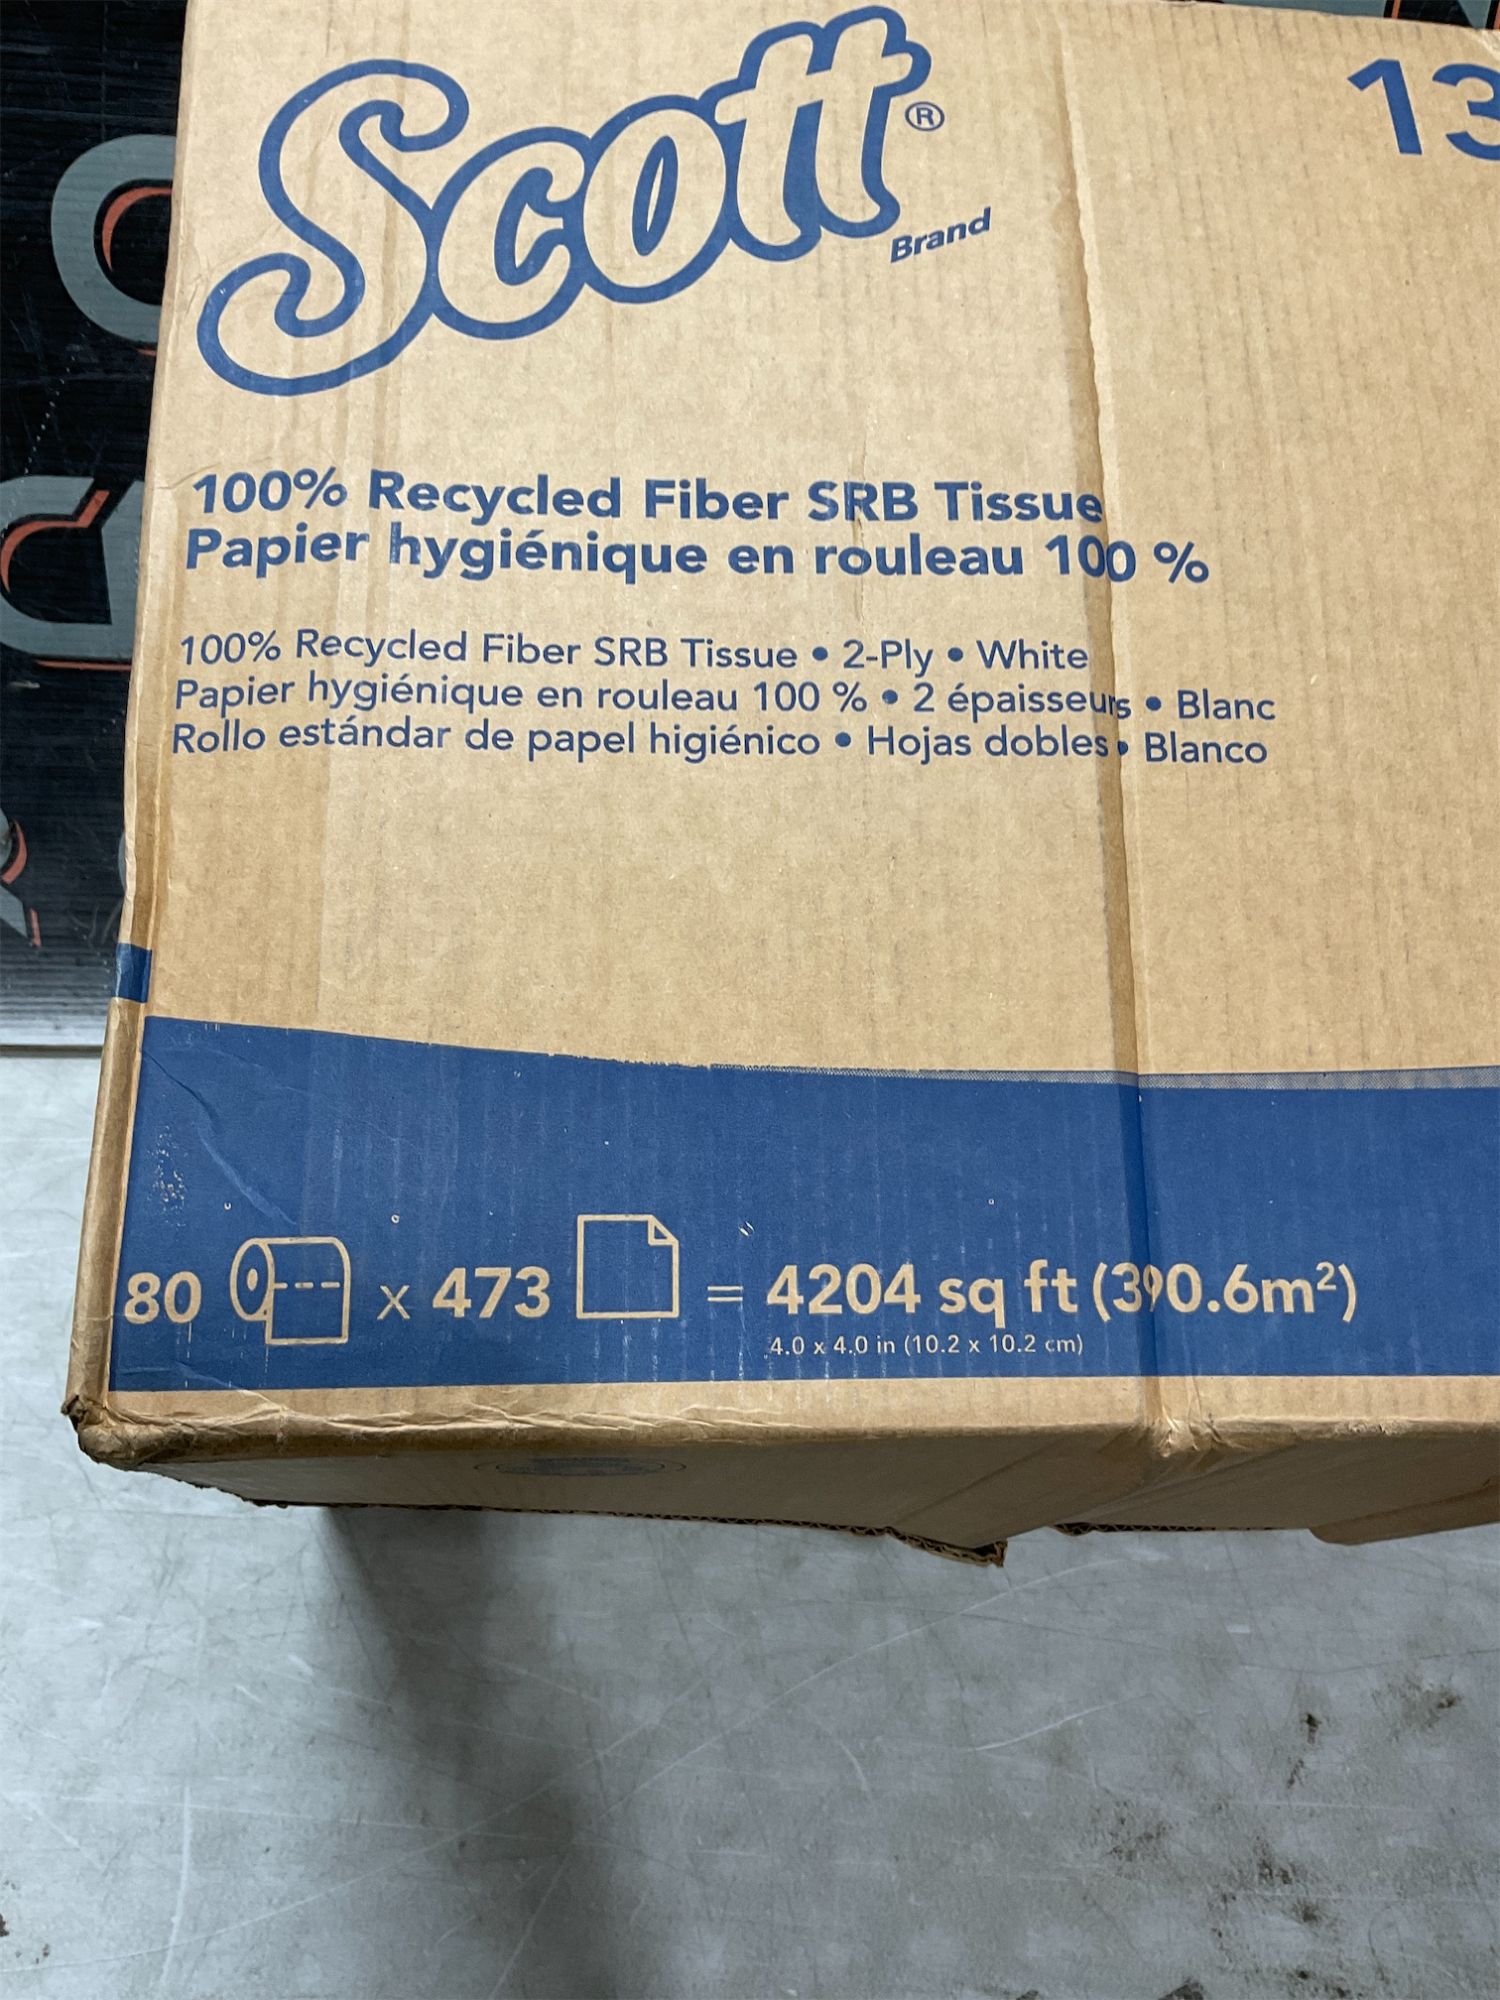 Scott®
Brand
13
100% Recycled Fiber SRB Tissue
Papier hygiénique en rouleau 100 %
100% Recycled Fiber SRB Tissue • 2-Ply • White
Papier hygiénique en rouleau 100 % • 2 épaisseurs • Blanc
Rollo estándar de papel higiénico • Hojas dobles • Blanco
80 x 473 = 4204 sq ft (390.6m²)
4.0 x 4.0 in (10.2 x 10.2 cm)